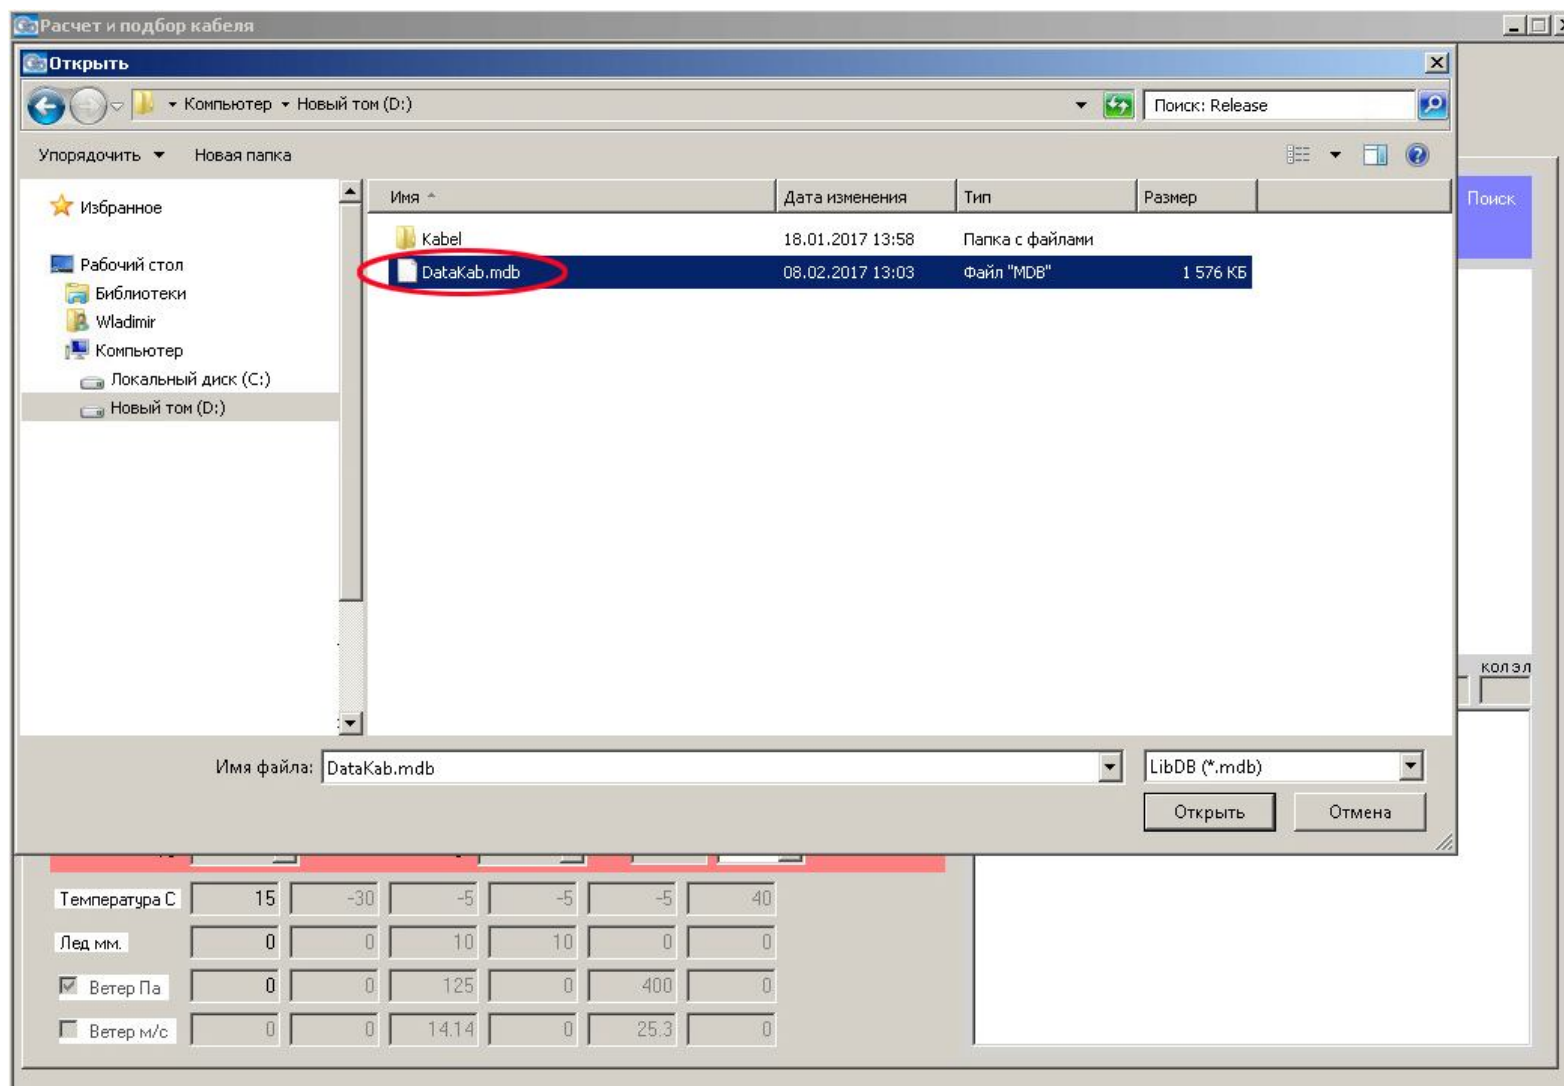 Расчет и подбор кабеля
Открыть
Компьютер Новый том (D:) Поиск: Release
Упорядочить Новая папка
Избранное
Рабочий стол
Библиотеки
Wladimir
Компьютер
Локальный диск (C:)
Новый том (D:)
Имя Дата изменения Тип Размер
Kabel 18.01.2017 13:58 Папка с файлами
DataKab.mdb 08.02.2017 13:03 Файл "MDB" 1 576 КБ
Поиск
кол эл
Имя файла: DataKab.mdb LibDB (*.mdb)
Открыть Отмена
Температура С 15 -30 -5 -5 -5 40
Лед мм. 0 0 10 10 0 0
Ветер Па 0 0 125 0 400 0
Ветер м/с 0 0 14.14 0 25.3 0